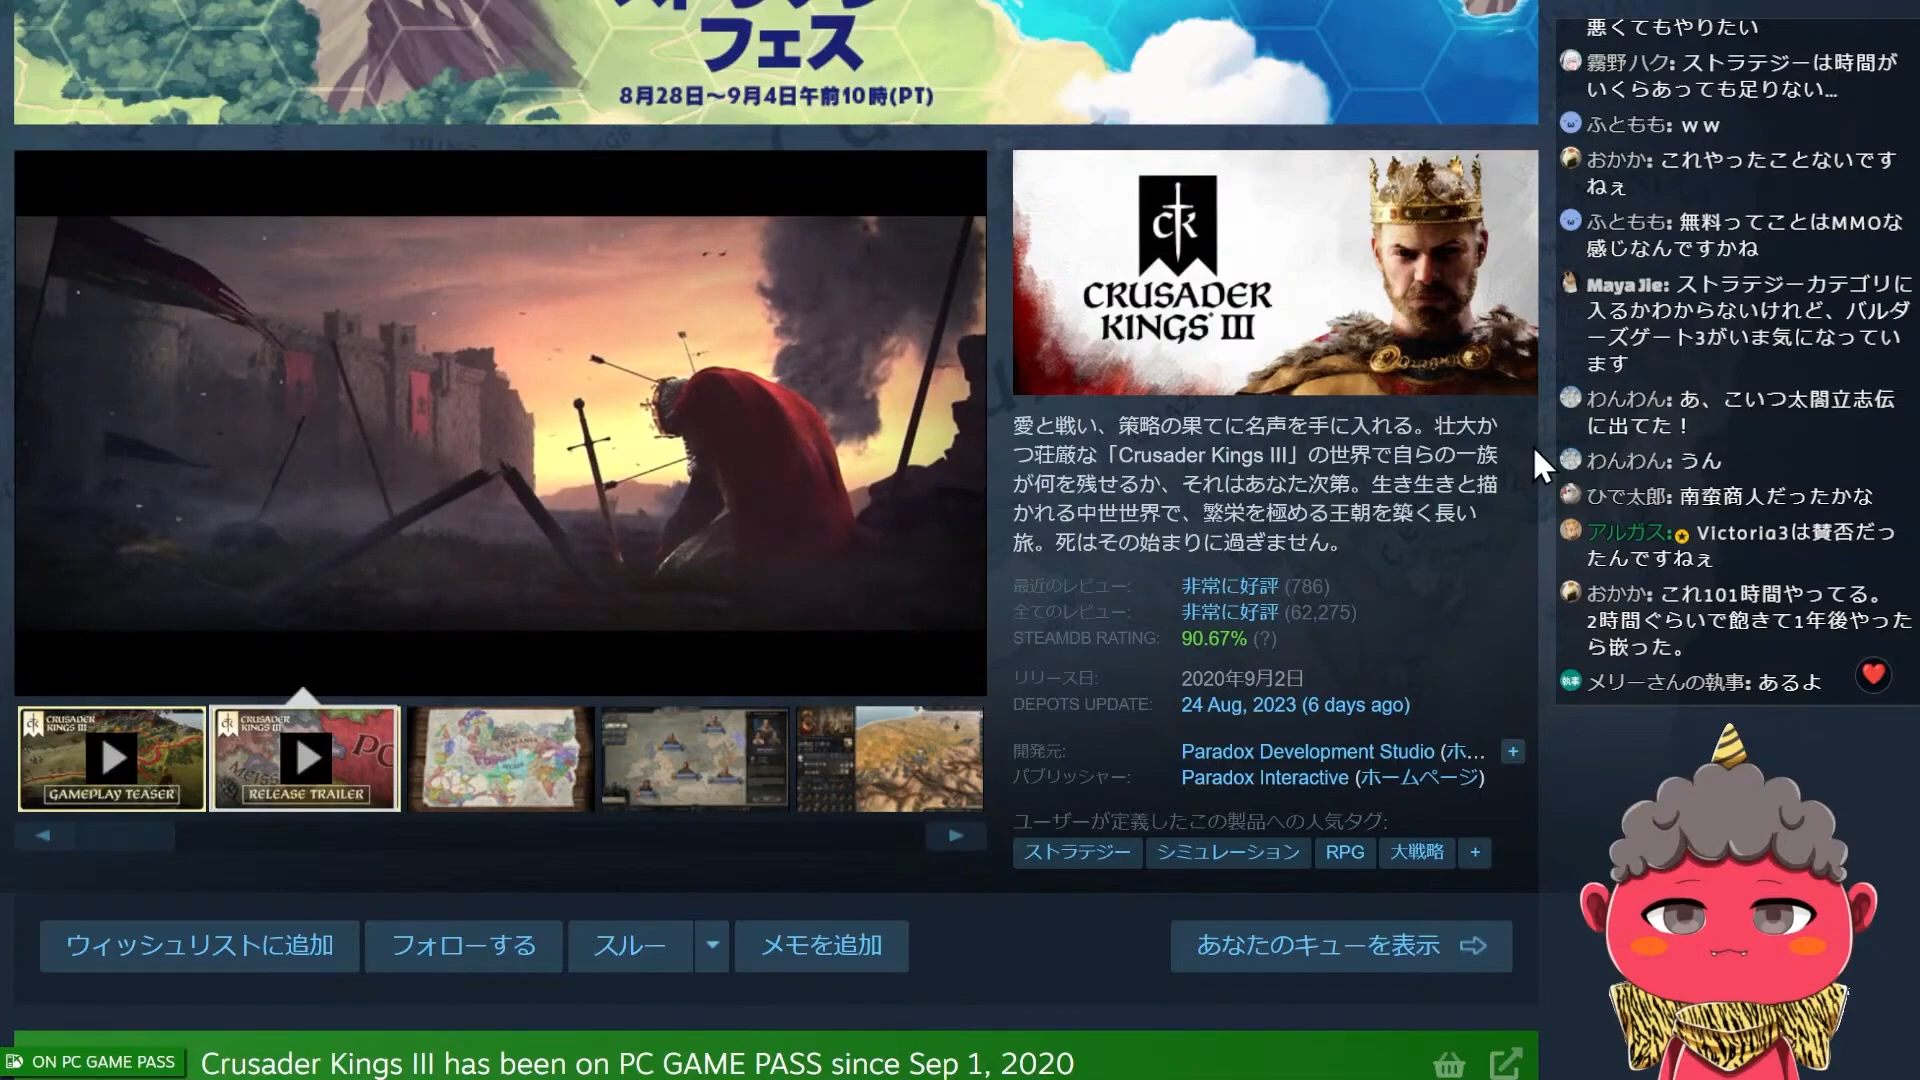 フェス
8月28日～9月4日午前10時(PT)
CK
CRUSADER
KINGS III
愛と戦い、策略の果てに名声を手に入れる。壮大か
つ荘厳な「Crusader Kings III」の世界で自らの一族
が何を残せるか、それはあなた次第。生き生きと描
かれる中世世界で、繁栄を極める王朝を築く長い
旅。死はその始まりに過ぎません。
最近のレビュー: 非常に好評 (786)
全てのレビュー: 非常に好評 (62,275)
STEAMDB RATING: 90.67% (?)
リリース日: 2020年9月2日
DEPOTS UPDATE: 24 Aug, 2023 (6 days ago)
開発元: Paradox Development Studio (ホ... +
パブリッシャー: Paradox Interactive (ホームページ)
ユーザーが定義したこの製品への人気タグ:
ストラテジー シミュレーション RPG 大戦略 +
CRUSADER
KINGS III
GAMEPLAY TEASER
CRUSADER
KINGS III
MEISS
RELEASE TRAILER
ウィッシュリストに追加 フォローする スルー メモを追加 あなたのキューを表示
ON PC GAME PASS Crusader Kings III has been on PC GAME PASS since Sep 1, 2020
悪くてもやりたい
霧野ハク: ストラテジーは時間が
いくらあっても足りない...
ふともも: ｗｗ
おかか: これやったことないです
ねぇ
ふともも: 無料ってことはMMOな
感じなんですかね
Maya Jie: ストラテジーカテゴリに
入るかわからないけれど、バルダ
ーズゲート3がいま気になってい
ます
わんわん: あ、こいつ太閤立志伝
に出てた！
わんわん: うん
ひで太郎: 南蛮商人だったかな
アルガス: Victoria3は賛否だっ
たんですねぇ
おかか: これ101時間やってる。
2時間ぐらいで飽きて1年後やった
ら嵌った。
執事 メリーさんの執事: あるよ